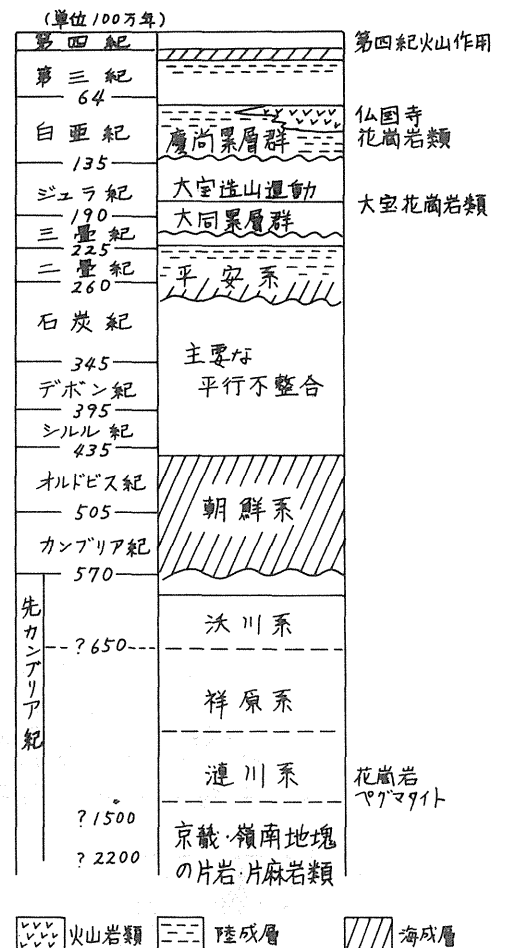 (単位100万年)
第四紀
第四紀火山作用
第三紀
64
仏国寺
花崗岩類
白亜紀
慶尚累層群
135
ジュラ紀
大宝造山運動
大宝花崗岩類
190
大同累層群
三畳紀
225
二畳紀
平安系
260
石炭紀
主要な
平行不整合
345
デボン紀
395
シルル紀
435
オルドビス紀
朝鮮系
505
カンブリア紀
570
先カンブリア紀
沃川系
?650
祥原系
漣川系
花崗岩
ペグマタイト
?1500
京畿・嶺南地塊
の片岩・片麻岩類
?2200
火山岩類
陸成層
海成層